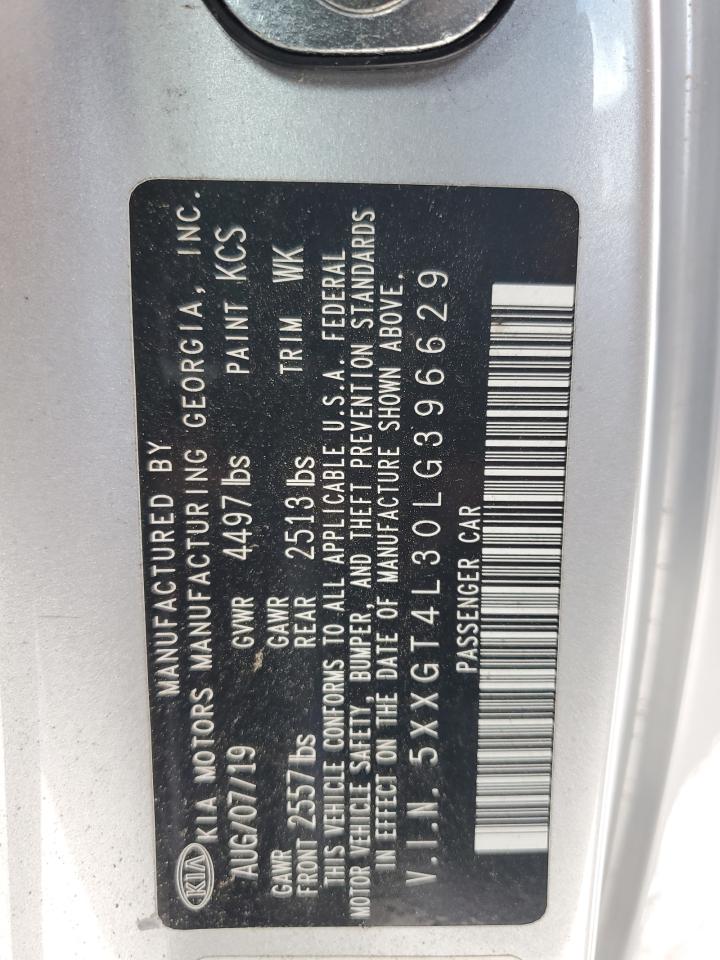 MANUFACTURED BY
KIA KIA MOTORS MANUFACTURING GEORGIA, INC.
AUG/07/19 GVWR 4497 lbs PAINT KCS
GAWR GAWR
FRONT 2557 lbs REAR 2513 lbs TRIM WK
THIS VEHICLE CONFORMS TO ALL APPLICABLE U.S.A. FEDERAL
MOTOR VEHICLE SAFETY, BUMPER, AND THEFT PREVENTION STANDARDS
IN EFFECT ON THE DATE OF MANUFACTURE SHOWN ABOVE.
V.I.N. 5XXGT4L30LG396629
PASSENGER CAR